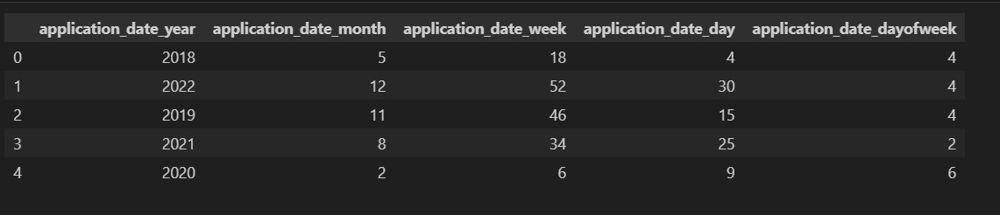 application_date_year application_date_month application_date_week application_date_day application_date_dayofweek
0 2018 5 18 4 4
1 2022 12 52 30 4
2 2019 11 46 15 4
3 2021 8 34 25 2
4 2020 2 6 9 6